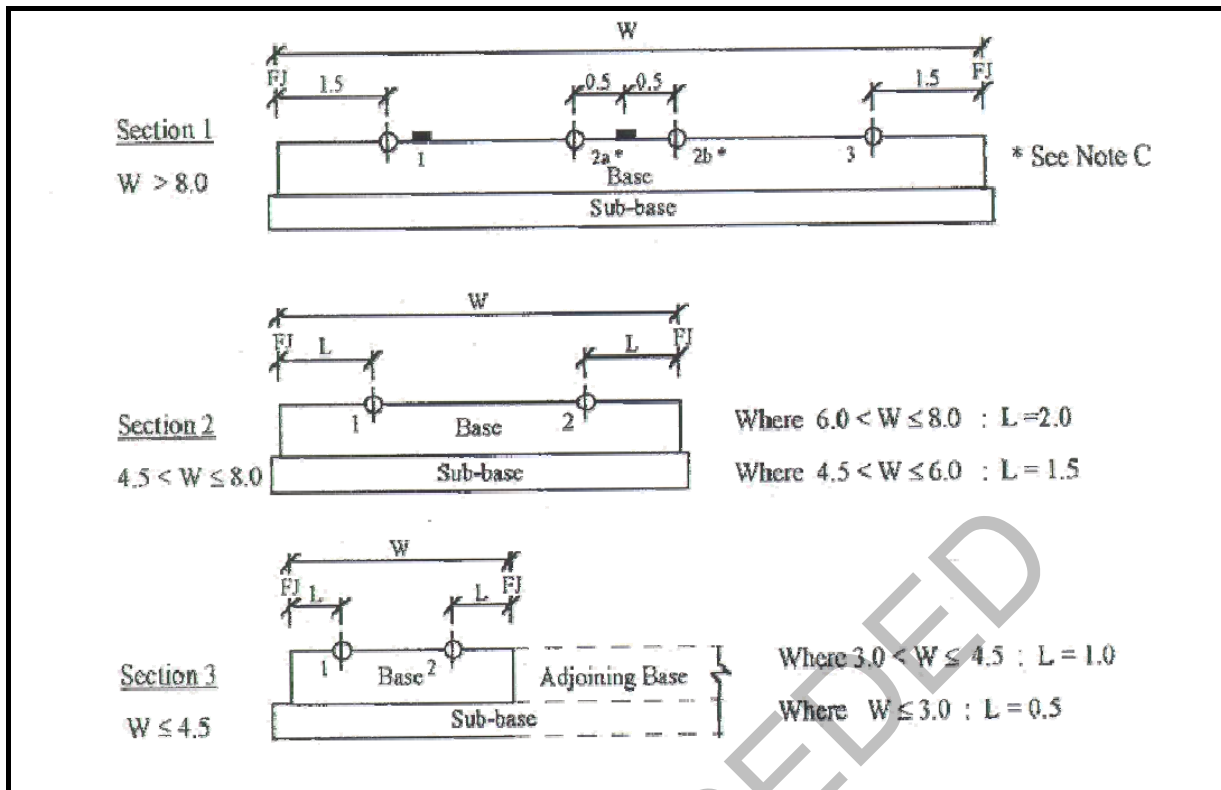 W
FJ
FJ
1.5
0.5
0.5
1.5
Section 1
W > 8.0
1
2a *
2b *
3
* See Note C
Base
Sub-base
W
FJ
FJ
L
L
Section 2
4.5 < W ≤ 8.0
1
Base
2
Sub-base
Where 6.0 < W ≤ 8.0 : L =2.0
Where 4.5 < W ≤ 6.0 : L = 1.5
W
FJ
FJ
L
L
Section 3
W ≤ 4.5
1
Base
2
Adjoining Base
Sub-base
Where 3.0 < W ≤ 4.5 : L = 1.0
Where W ≤ 3.0 : L = 0.5
EDED